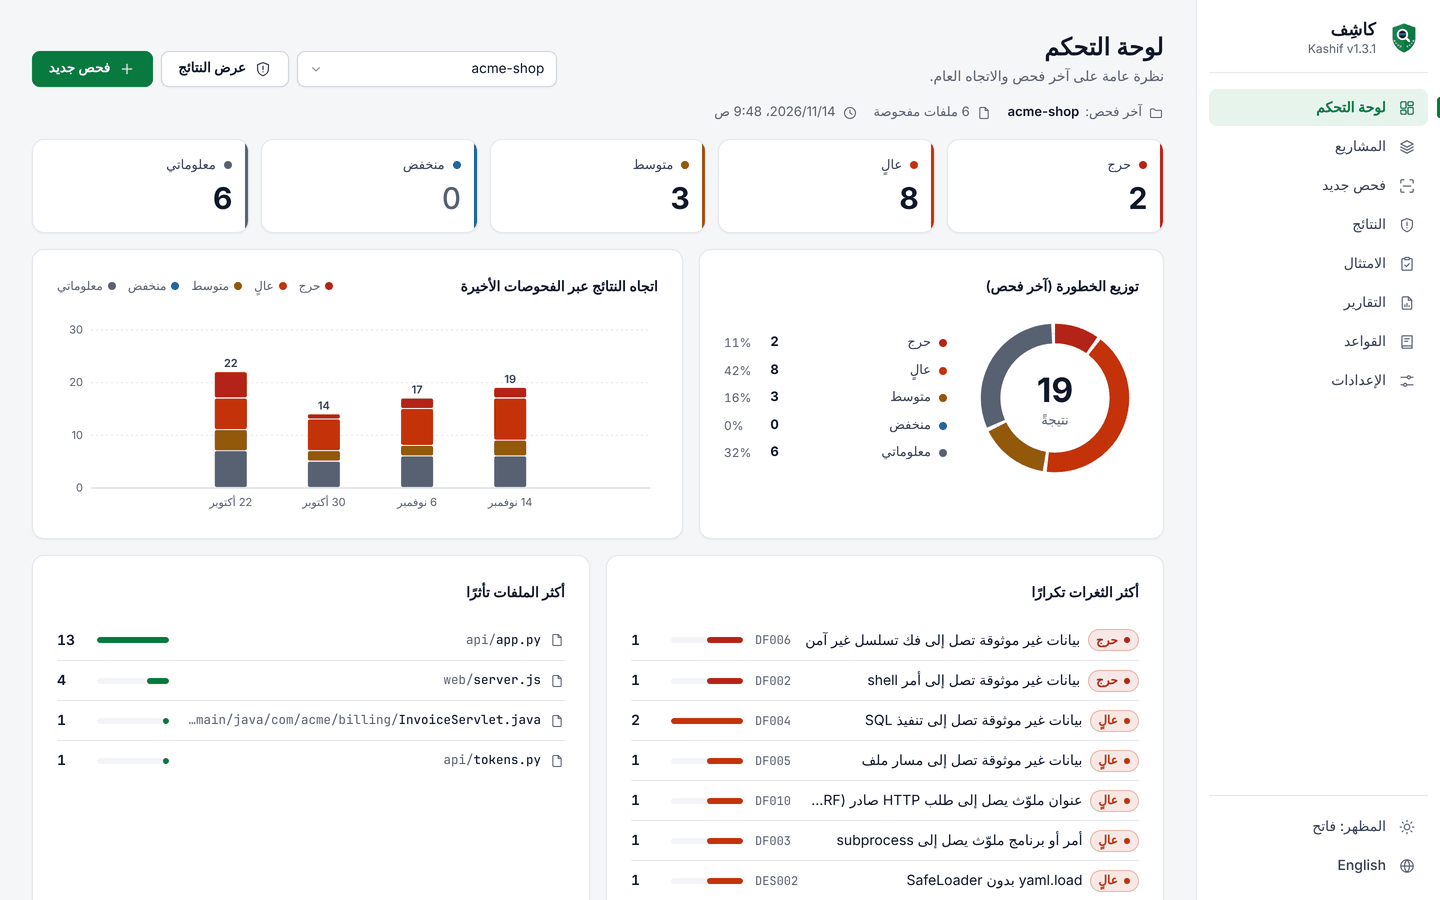 كاشِف
Kashif v1.3.1
لوحة التحكم
المشاريع
فحص جديد
النتائج
الامتثال
التقارير
القواعد
الإعدادات
المظهر: فاتح
English
لوحة التحكم
نظرة عامة على آخر فحص والاتجاه العام.
acme-shop
عرض النتائج
فحص جديد
آخر فحص: acme-shop 6 ملفات مفحوصة 2026/11/14، 9:48 ص
حرج
2
عالٍ
8
متوسط
3
منخفض
0
معلوماتي
6
توزيع الخطورة (آخر فحص)
19
نتيجةً
حرج 2 11%
عالٍ 8 42%
متوسط 3 16%
منخفض 0 0%
معلوماتي 6 32%
اتجاه النتائج عبر الفحوصات الأخيرة
حرج عالٍ متوسط منخفض معلوماتي
30
20
10
0
22
14
17
19
22 أكتوبر
30 أكتوبر
6 نوفمبر
14 نوفمبر
أكثر الثغرات تكرارًا
حرج بيانات غير موثوقة تصل إلى فك تسلسل غير آمن DF006 1
حرج بيانات غير موثوقة تصل إلى أمر shell DF002 1
عالٍ بيانات غير موثوقة تصل إلى تنفيذ SQL DF004 2
عالٍ بيانات غير موثوقة تصل إلى مسار ملف DF005 1
عالٍ عنوان ملوّث يصل إلى طلب HTTP صادر (RF... DF010 1
عالٍ أمر أو برنامج ملوّث يصل إلى subprocess DF003 1
عالٍ yaml.load بدون SafeLoader DES002 1
أكثر الملفات تأثرًا
api/app.py 13
web/server.js 4
…main/java/com/acme/billing/InvoiceServlet.java 1
api/tokens.py 1